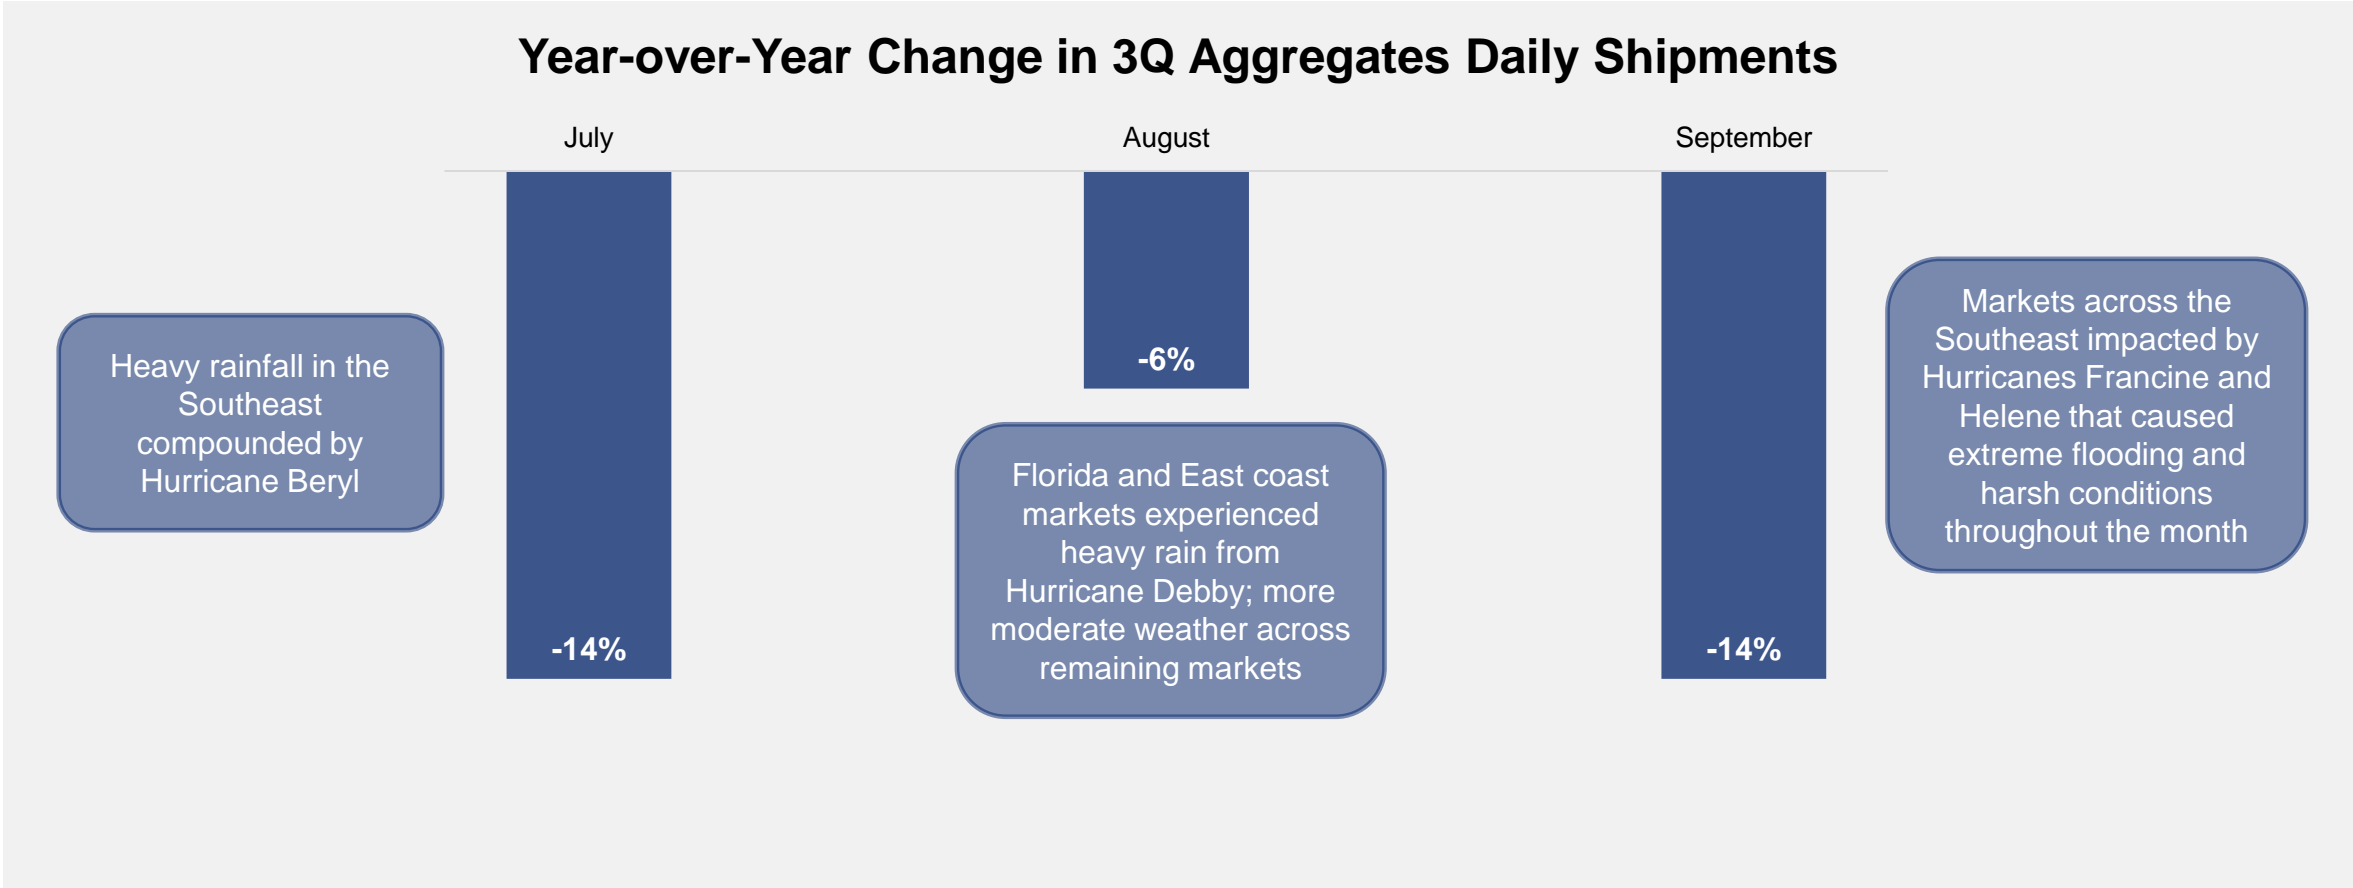 Year-over-Year Change in 3Q Aggregates Daily Shipments
July
August
September
-14%
-6%
-14%
Heavy rainfall in the
Southeast
compounded by
Hurricane Beryl
Florida and East coast
markets experienced
heavy rain from
Hurricane Debby; more
moderate weather across
remaining markets
Markets across the
Southeast impacted by
Hurricanes Francine and
Helene that caused
extreme flooding and
harsh conditions
throughout the month